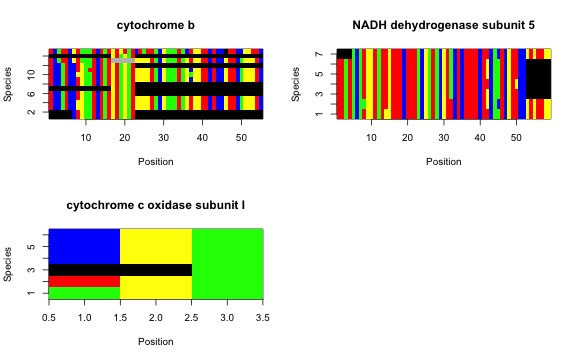 cytochrome b
Species
2 6 10
10 20 30 40 50
Position
NADH dehydrogenase subunit 5
Species
1 3 5 7
10 20 30 40 50
Position
cytochrome c oxidase subunit I
Species
1 3 5
0.5 1.0 1.5 2.0 2.5 3.0 3.5
Position